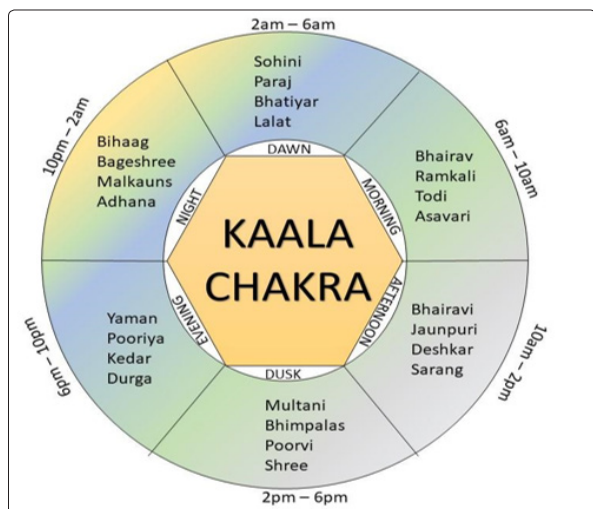 2am – 6am
Sohini
Paraj
Bhatiyar
Lalat
DAWN
6am – 10am
Bhairav
Ramkali
Todi
Asavari
MORNING
10am – 2pm
Bhairavi
Jaunpuri
Deshkar
Sarang
AFTERNOON
2pm – 6pm
DUSK
Multani
Bhimpalas
Poorvi
Shree
6pm – 10pm
Yaman
Pooriya
Kedar
Durga
EVENING
10pm – 2am
Bihaag
Bageshree
Malkauns
Adhana
NIGHT
KAALA
CHAKRA